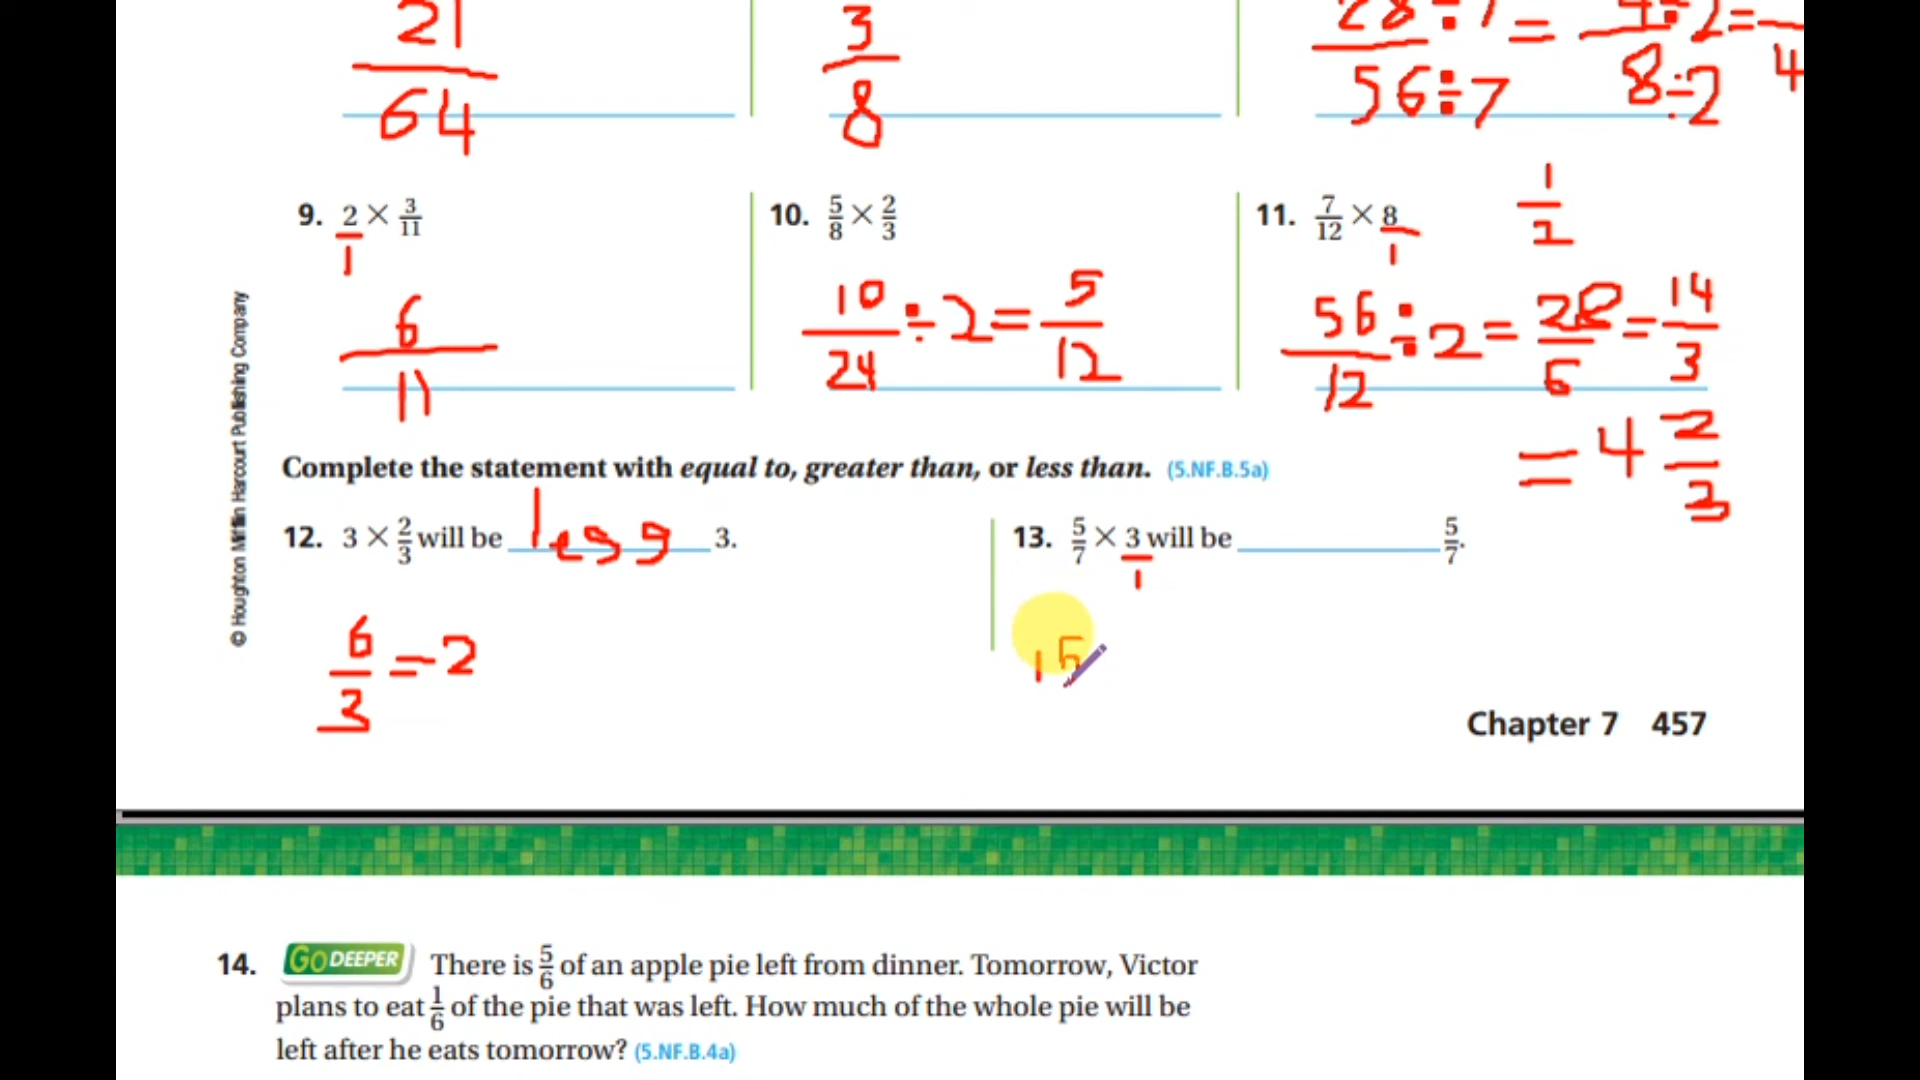 21/64
3/8
28÷7/56÷7 = 4÷2/8÷2 = /4
1/2
9. 2/1 × 3/11
10. 5/8 × 2/3
11. 7/12 × 8/1
6/11
10/24 ÷ 2 = 5/12
56/12 ÷ 2 = 28/6 = 14/3
= 4 2/3
Complete the statement with equal to, greater than, or less than. (5.NF.B.5a)
12. 3 × 2/3 will be less 3.
13. 5/7 × 3/1 will be ____ 5/7.
6/3 = 2
15
© Houghton Mifflin Harcourt Publishing Company
Chapter 7 457
14. GO DEEPER There is 5/6 of an apple pie left from dinner. Tomorrow, Victor
plans to eat 1/6 of the pie that was left. How much of the whole pie will be
left after he eats tomorrow? (5.NF.B.4a)